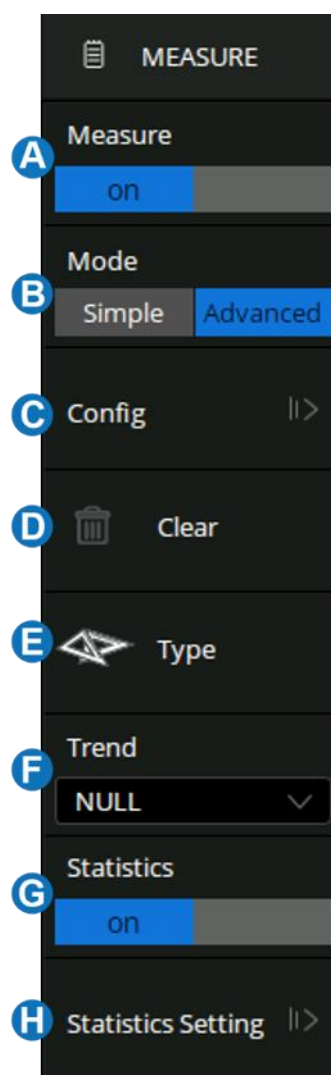 MEASURE
Measure
A
on
Mode
B
Simple Advanced
C Config
D Clear
E Type
Trend
F
NULL
Statistics
G
on
H Statistics Setting